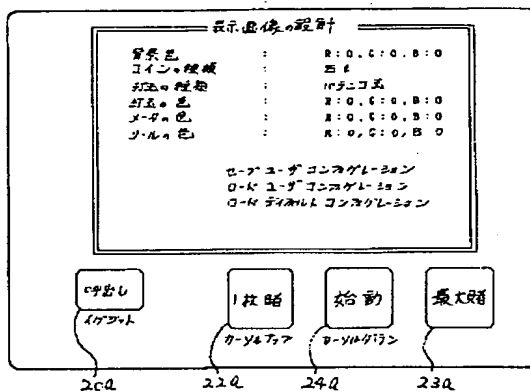 表示画像の設計
背景色 : R:0,G:0,B:0
コインの種類 :
打玉の種類 : パチンコ玉
打玉の色 : R:0,G:0,B:0
メータの色 : R:0,G:0,B:0
リールの色 : R:0,G:0,B:0
セーブ ユーザ コンフィグレーション
ロード ユーザ コンフィグレーション
ロード ディフォルト コンフィグレーション
呼出し 1枚賭 始動 最大賭
イグジット カーソルアップ カーソルダウン
20a 22a 24a 23a